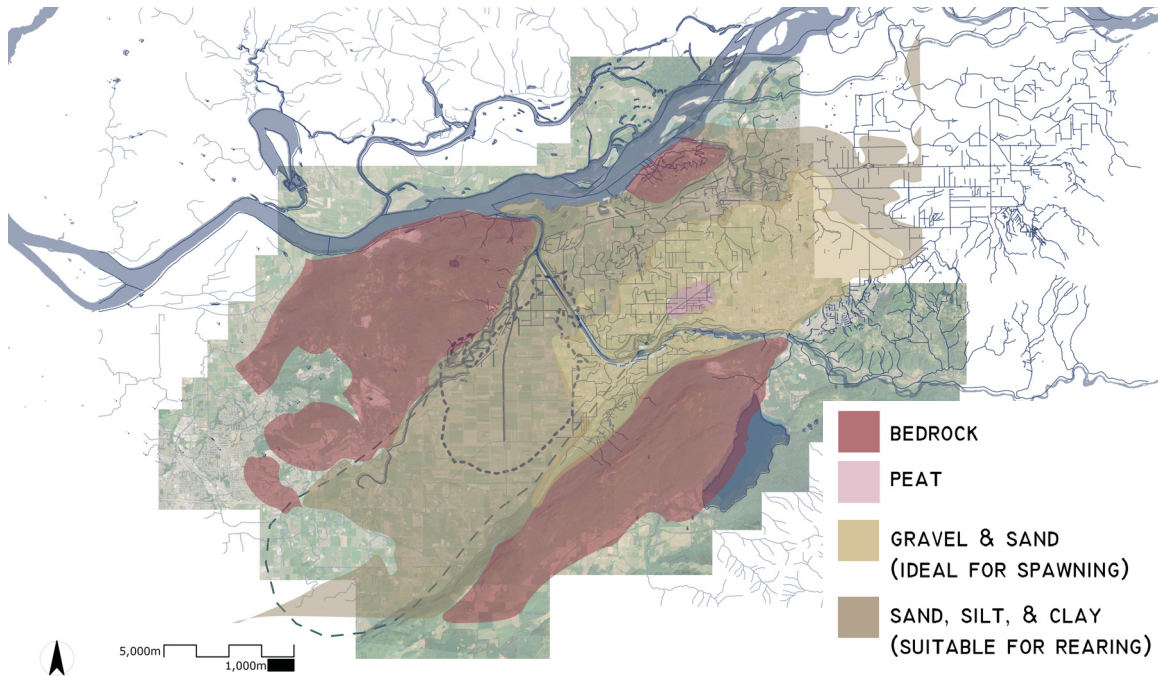 BEDROCK
PEAT
GRAVEL & SAND
(IDEAL FOR SPAWNING)
SAND, SILT, & CLAY
(SUITABLE FOR REARING)
5,000m
1,000m